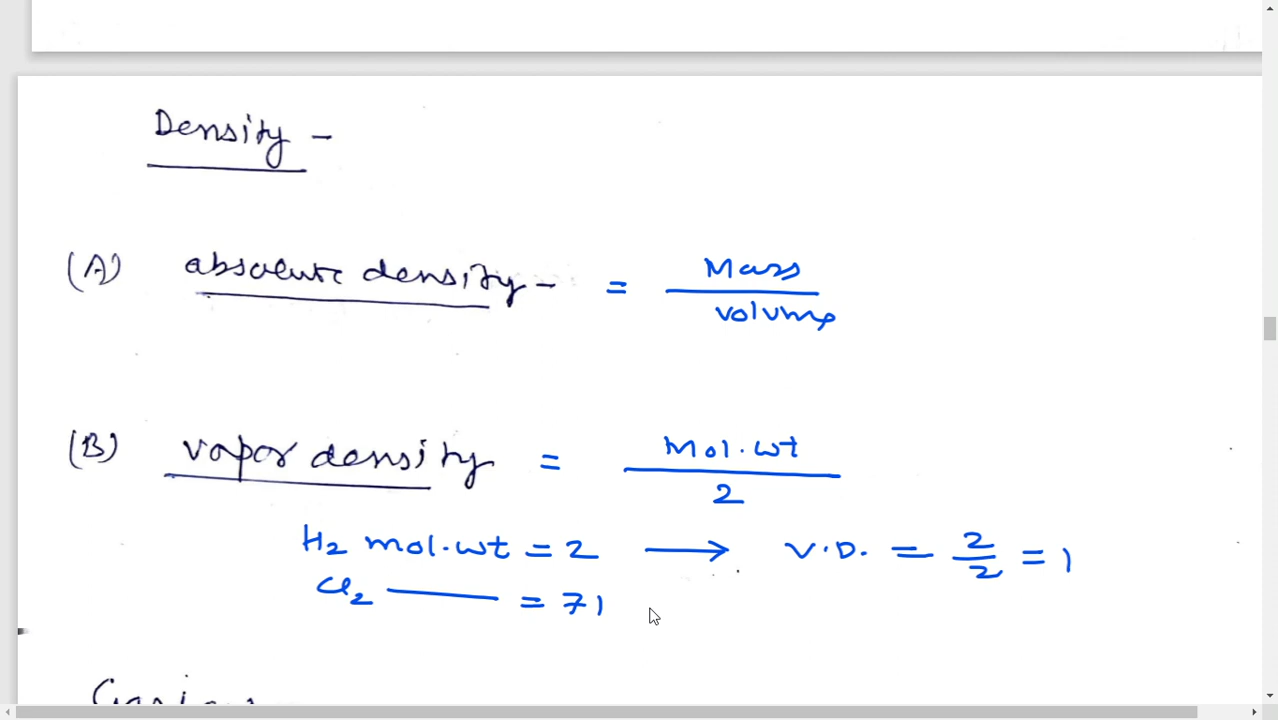 Density -
(A) absolute density - = Mass / volume
(B) vapor density = Mol.wt / 2
H2 mol.wt = 2 → V.D. = 2/2 = 1
Cl2 —— = 71